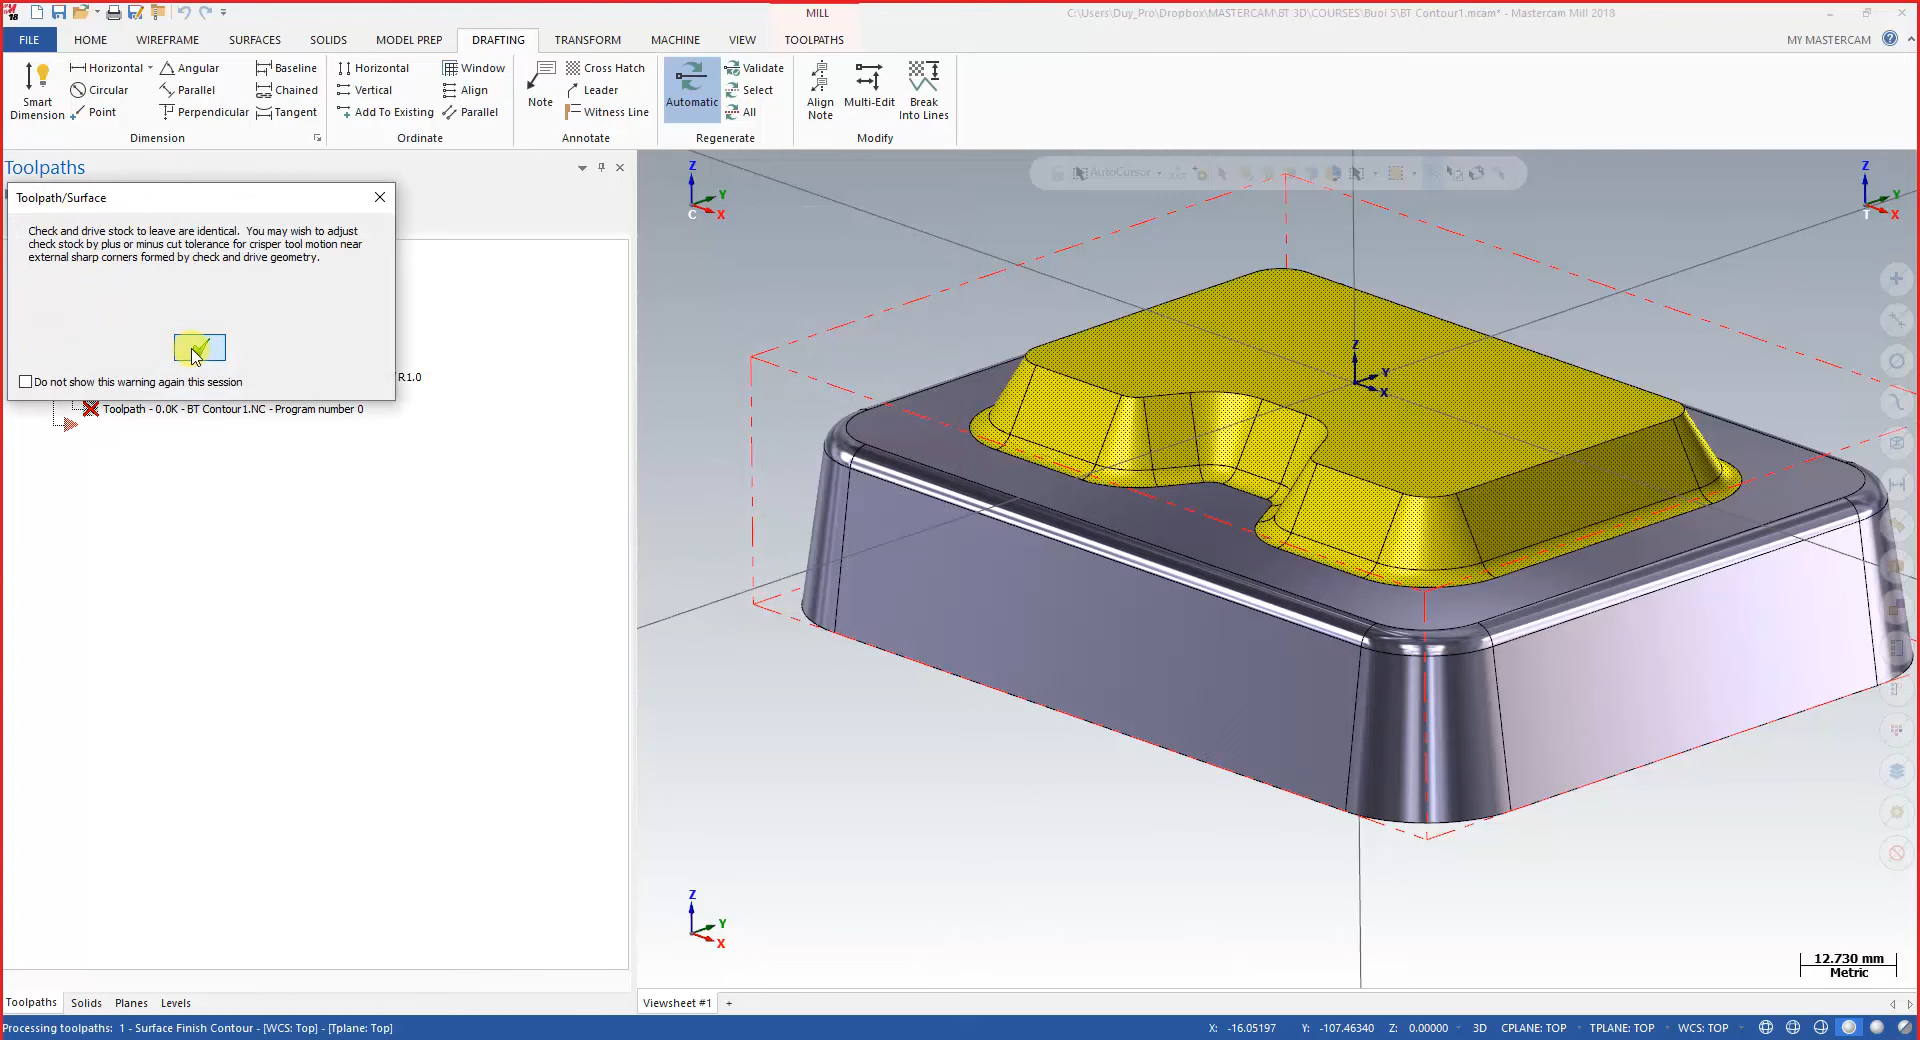 MILL
C:\Users\Duy_Pro\Dropbox\MASTERCAM\BT 3D\COURSES\Buoi 5\BT Contour1.mcam* - Mastercam Mill 2018
FILE HOME WIREFRAME SURFACES SOLIDS MODEL PREP DRAFTING TRANSFORM MACHINE VIEW TOOLPATHS MY MASTERCAM
Smart
Dimension
Horizontal Angular Baseline
Circular Parallel Chained
Point Perpendicular Tangent
Dimension
Horizontal Window
Vertical Align
Add To Existing Parallel
Ordinate
Note
Cross Hatch
Leader
Witness Line
Annotate
Automatic
Validate
Select
All
Regenerate
Align
Note
Multi-Edit
Break
Into Lines
Modify
Toolpaths
Toolpath/Surface
Check and drive stock to leave are identical. You may wish to adjust
check stock by plus or minus cut tolerance for crisper tool motion near
external sharp corners formed by check and drive geometry.
Do not show this warning again this session
R1.0
Toolpath - 0.0K - BT Contour1.NC - Program number 0
AutoCursor
Z
Y
X
C
Z
Y
X
T
Z
Y
X
Z
Y
X
12.730 mm
Metric
Toolpaths Solids Planes Levels
Viewsheet #1 +
Processing toolpaths: 1 - Surface Finish Contour - [WCS: Top] - [Tplane: Top]
X: -16.05197 Y: -107.46340 Z: 0.00000 3D CPLANE: TOP TPLANE: TOP WCS: TOP